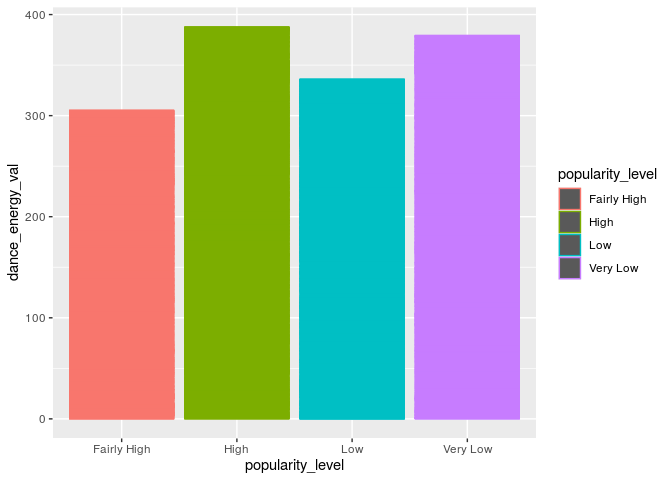 400
300
200
100
0
dance_energy_val
Fairly High
High
Low
Very Low
popularity_level
popularity_level
Fairly High
High
Low
Very Low